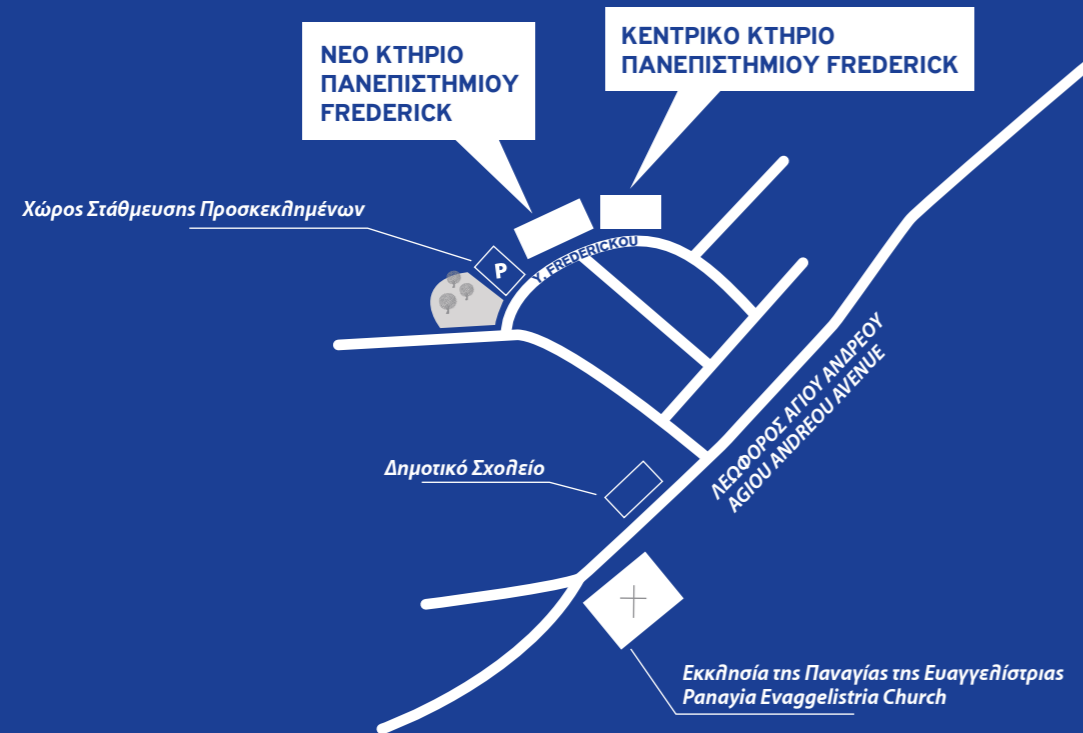 ΝΕΟ ΚΤΗΡΙΟ
ΠΑΝΕΠΙΣΤΗΜΙΟΥ
FREDERICK
ΚΕΝΤΡΙΚΟ ΚΤΗΡΙΟ
ΠΑΝΕΠΙΣΤΗΜΙΟΥ FREDERICK
Χώρος Στάθμευσης Προσκεκλημένων
P
Y. FREDERICKOU
ΛΕΩΦΟΡΟΣ ΑΓΙΟΥ ΑΝΔΡΕΟΥ
AGIOU ANDREOU AVENUE
Δημοτικό Σχολείο
Εκκλησία της Παναγίας της Ευαγγελίστριας
Panayia Evaggelistria Church